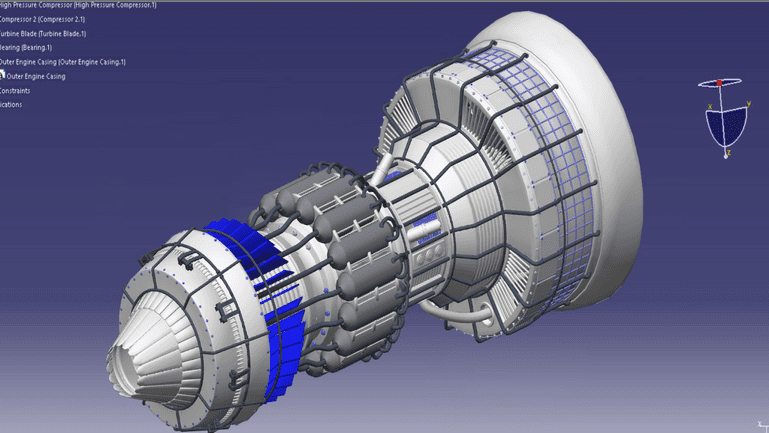 High Pressure Compressor (High Pressure Compressor.1)
Compressor 2 (Compressor 2.1)
Turbine Blade (Turbine Blade.1)
Bearing (Bearing.1)
Outer Engine Casing (Outer Engine Casing.1)
Outer Engine Casing
Constraints
ications
x
y
z